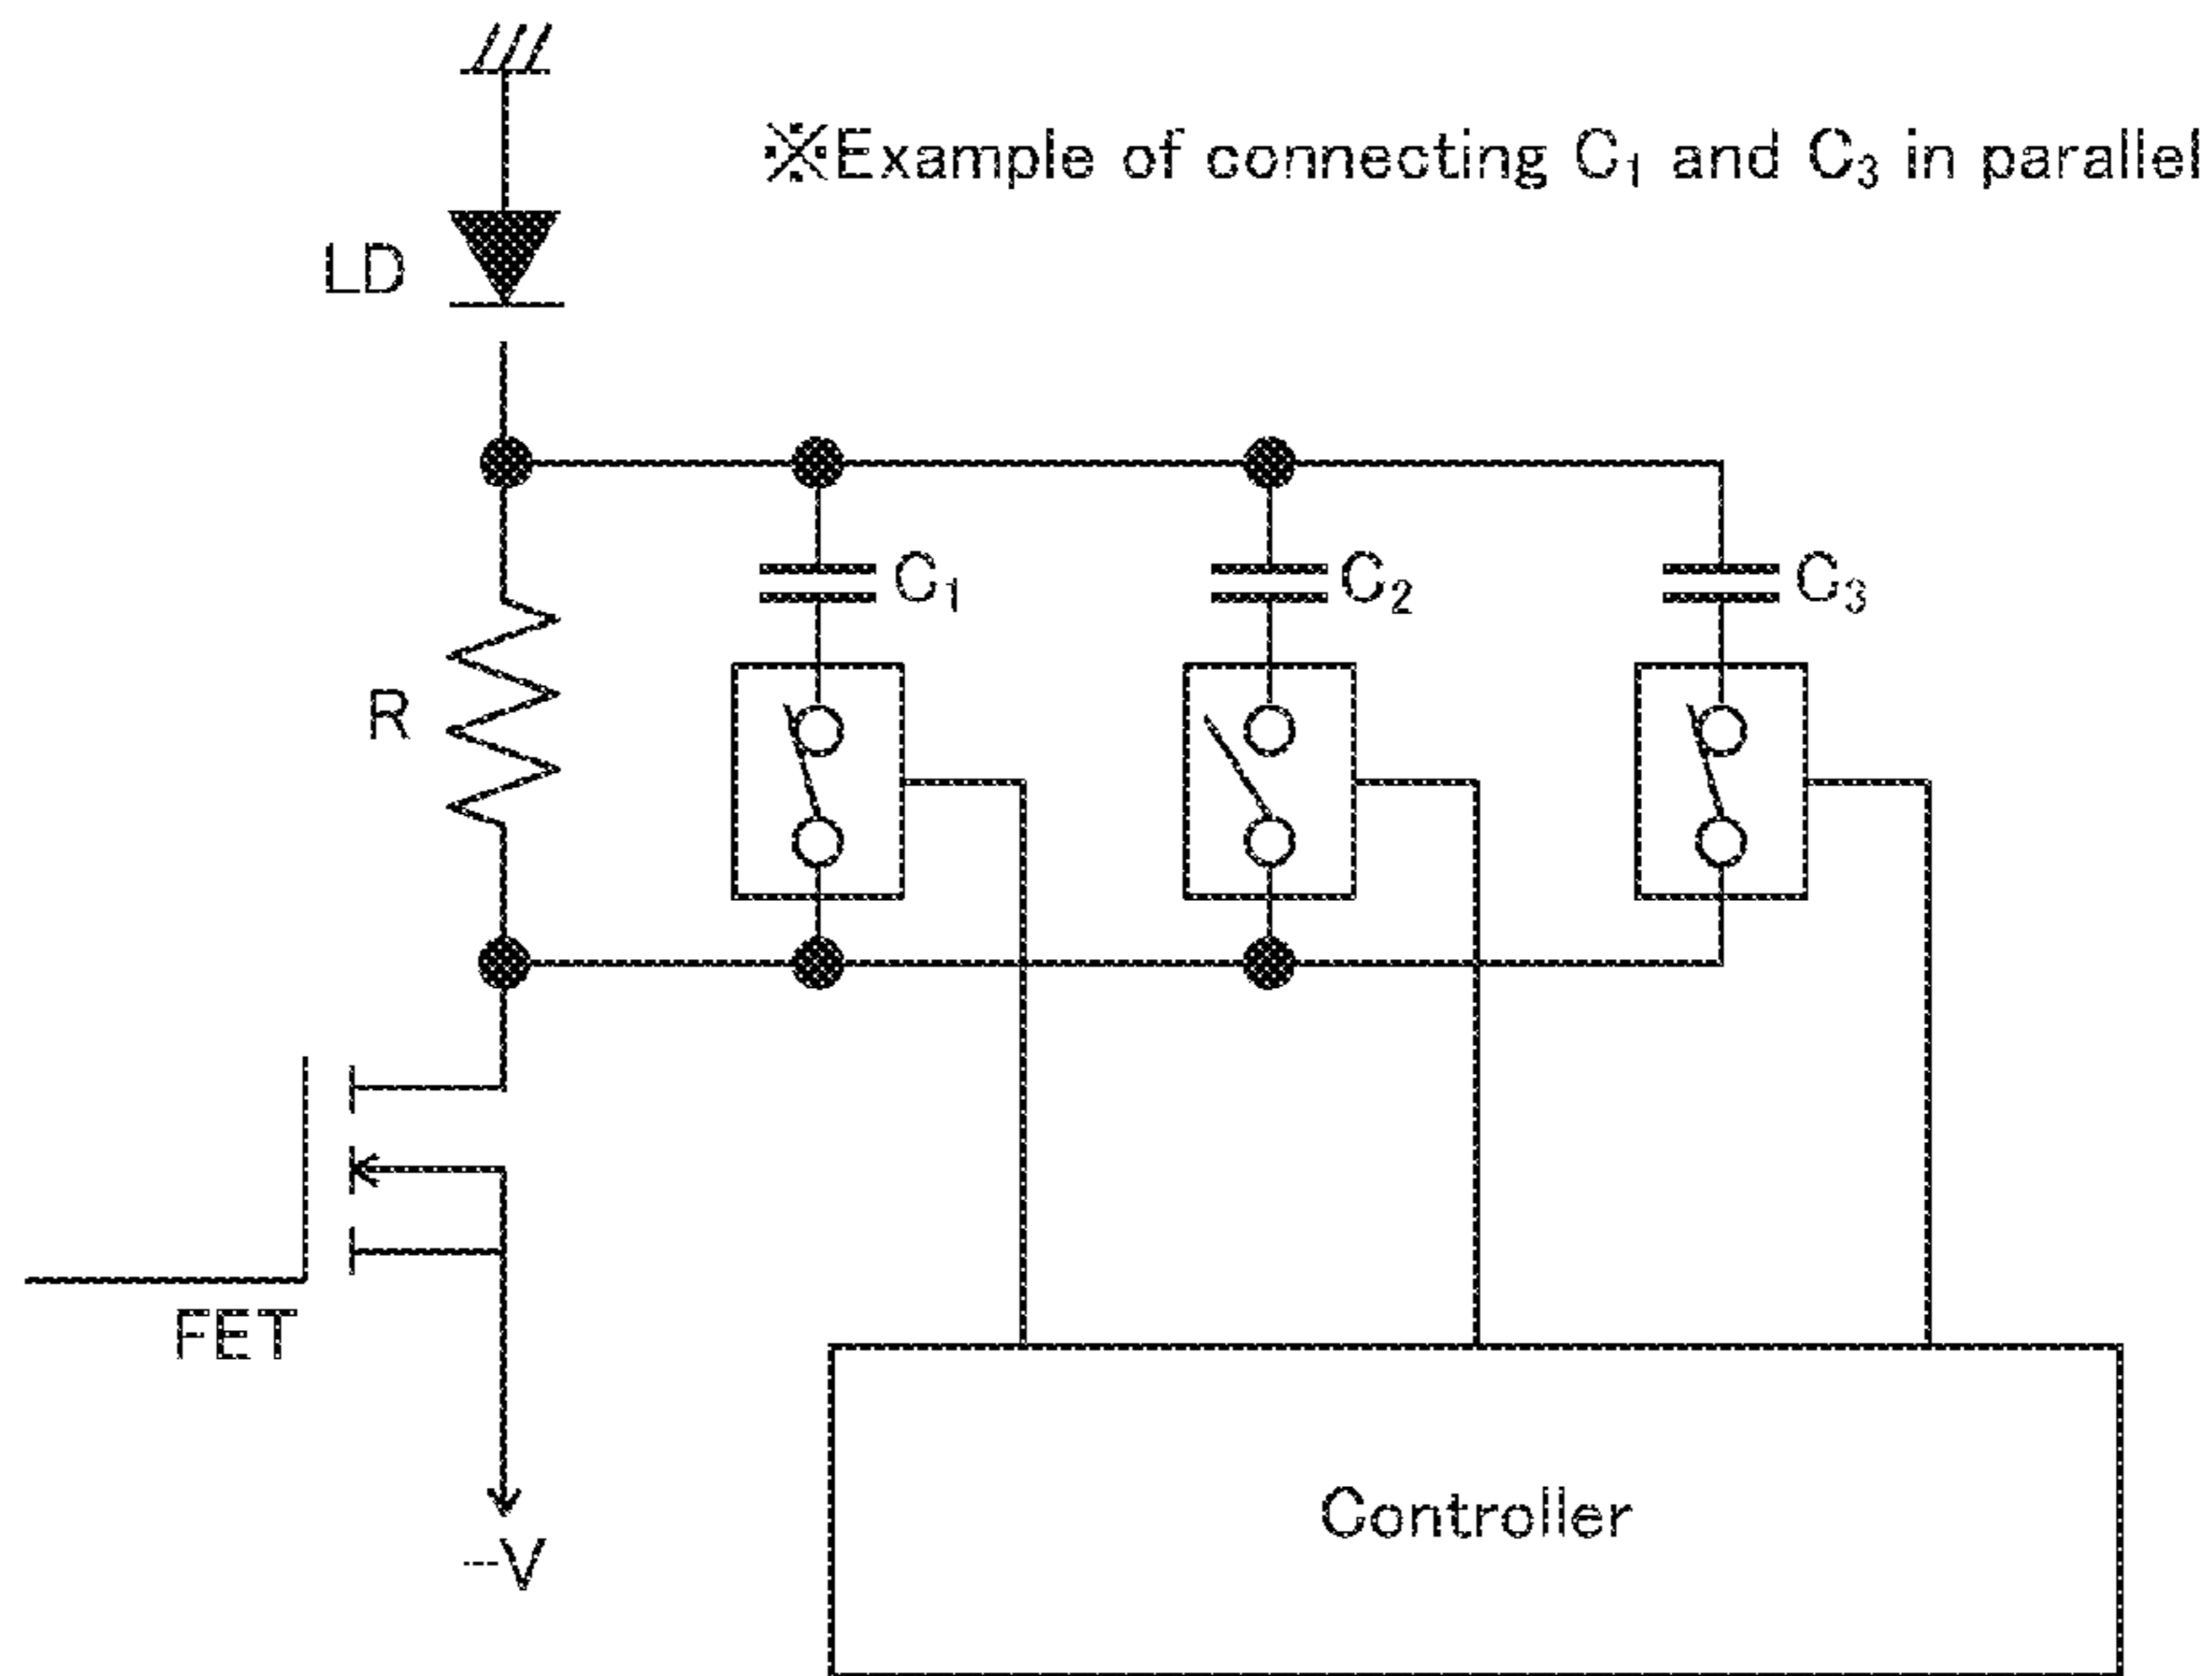 ※Example of connecting C₁ and C₃ in parallel
LD
C₁
C₂
C₃
R
FET
Controller
−V